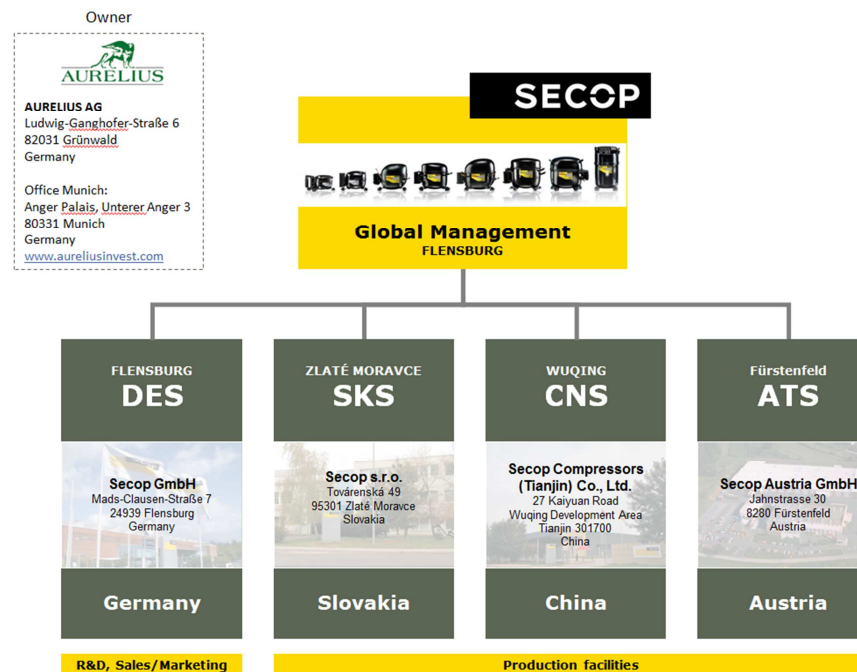 Owner
AURELIUS
AURELIUS AG
Ludwig-Ganghofer-Straße 6
82031 Grünwald
Germany
Office Munich:
Anger Palais, Unterer Anger 3
80331 Munich
Germany
www.aureliusinvest.com
SECOP
Global Management
FLENSBURG
FLENSBURG
DES
Secop GmbH
Mads-Clausen-Straße 7
24939 Flensburg
Germany
Germany
ZLATÉ MORAVCE
SKS
Secop s.r.o.
Továrenská 49
95301 Zlaté Moravce
Slovakia
Slovakia
WUQING
CNS
Secop Compressors
(Tianjin) Co., Ltd.
27 Kaiyuan Road
Wuqing Development Area
Tianjin 301700
China
China
Fürstenfeld
ATS
Secop Austria GmbH
Jahnstrasse 30
8280 Fürstenfeld
Austria
Austria
R&D, Sales/Marketing
Production facilities